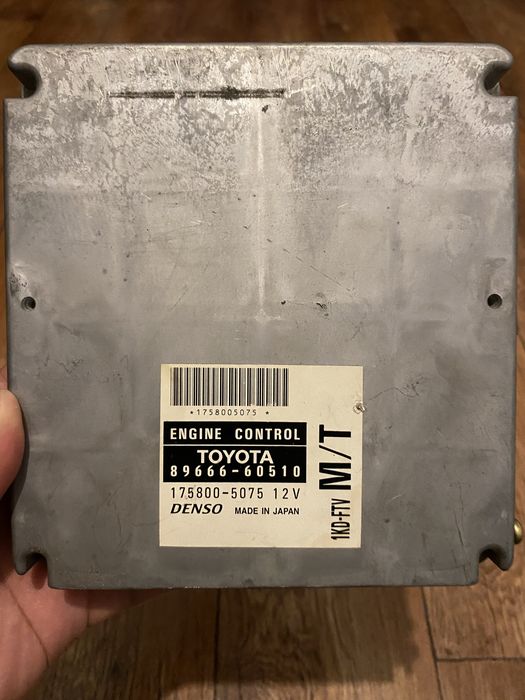 *1758005075*
ENGINE CONTROL
TOYOTA
89666-60510
175800-5075 12V
DENSO MADE IN JAPAN
1KD-FTV M/T